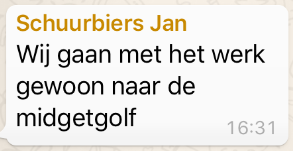 Schuurbiers Jan
Wij gaan met het werk
gewoon naar de
midgetgolf
16:31